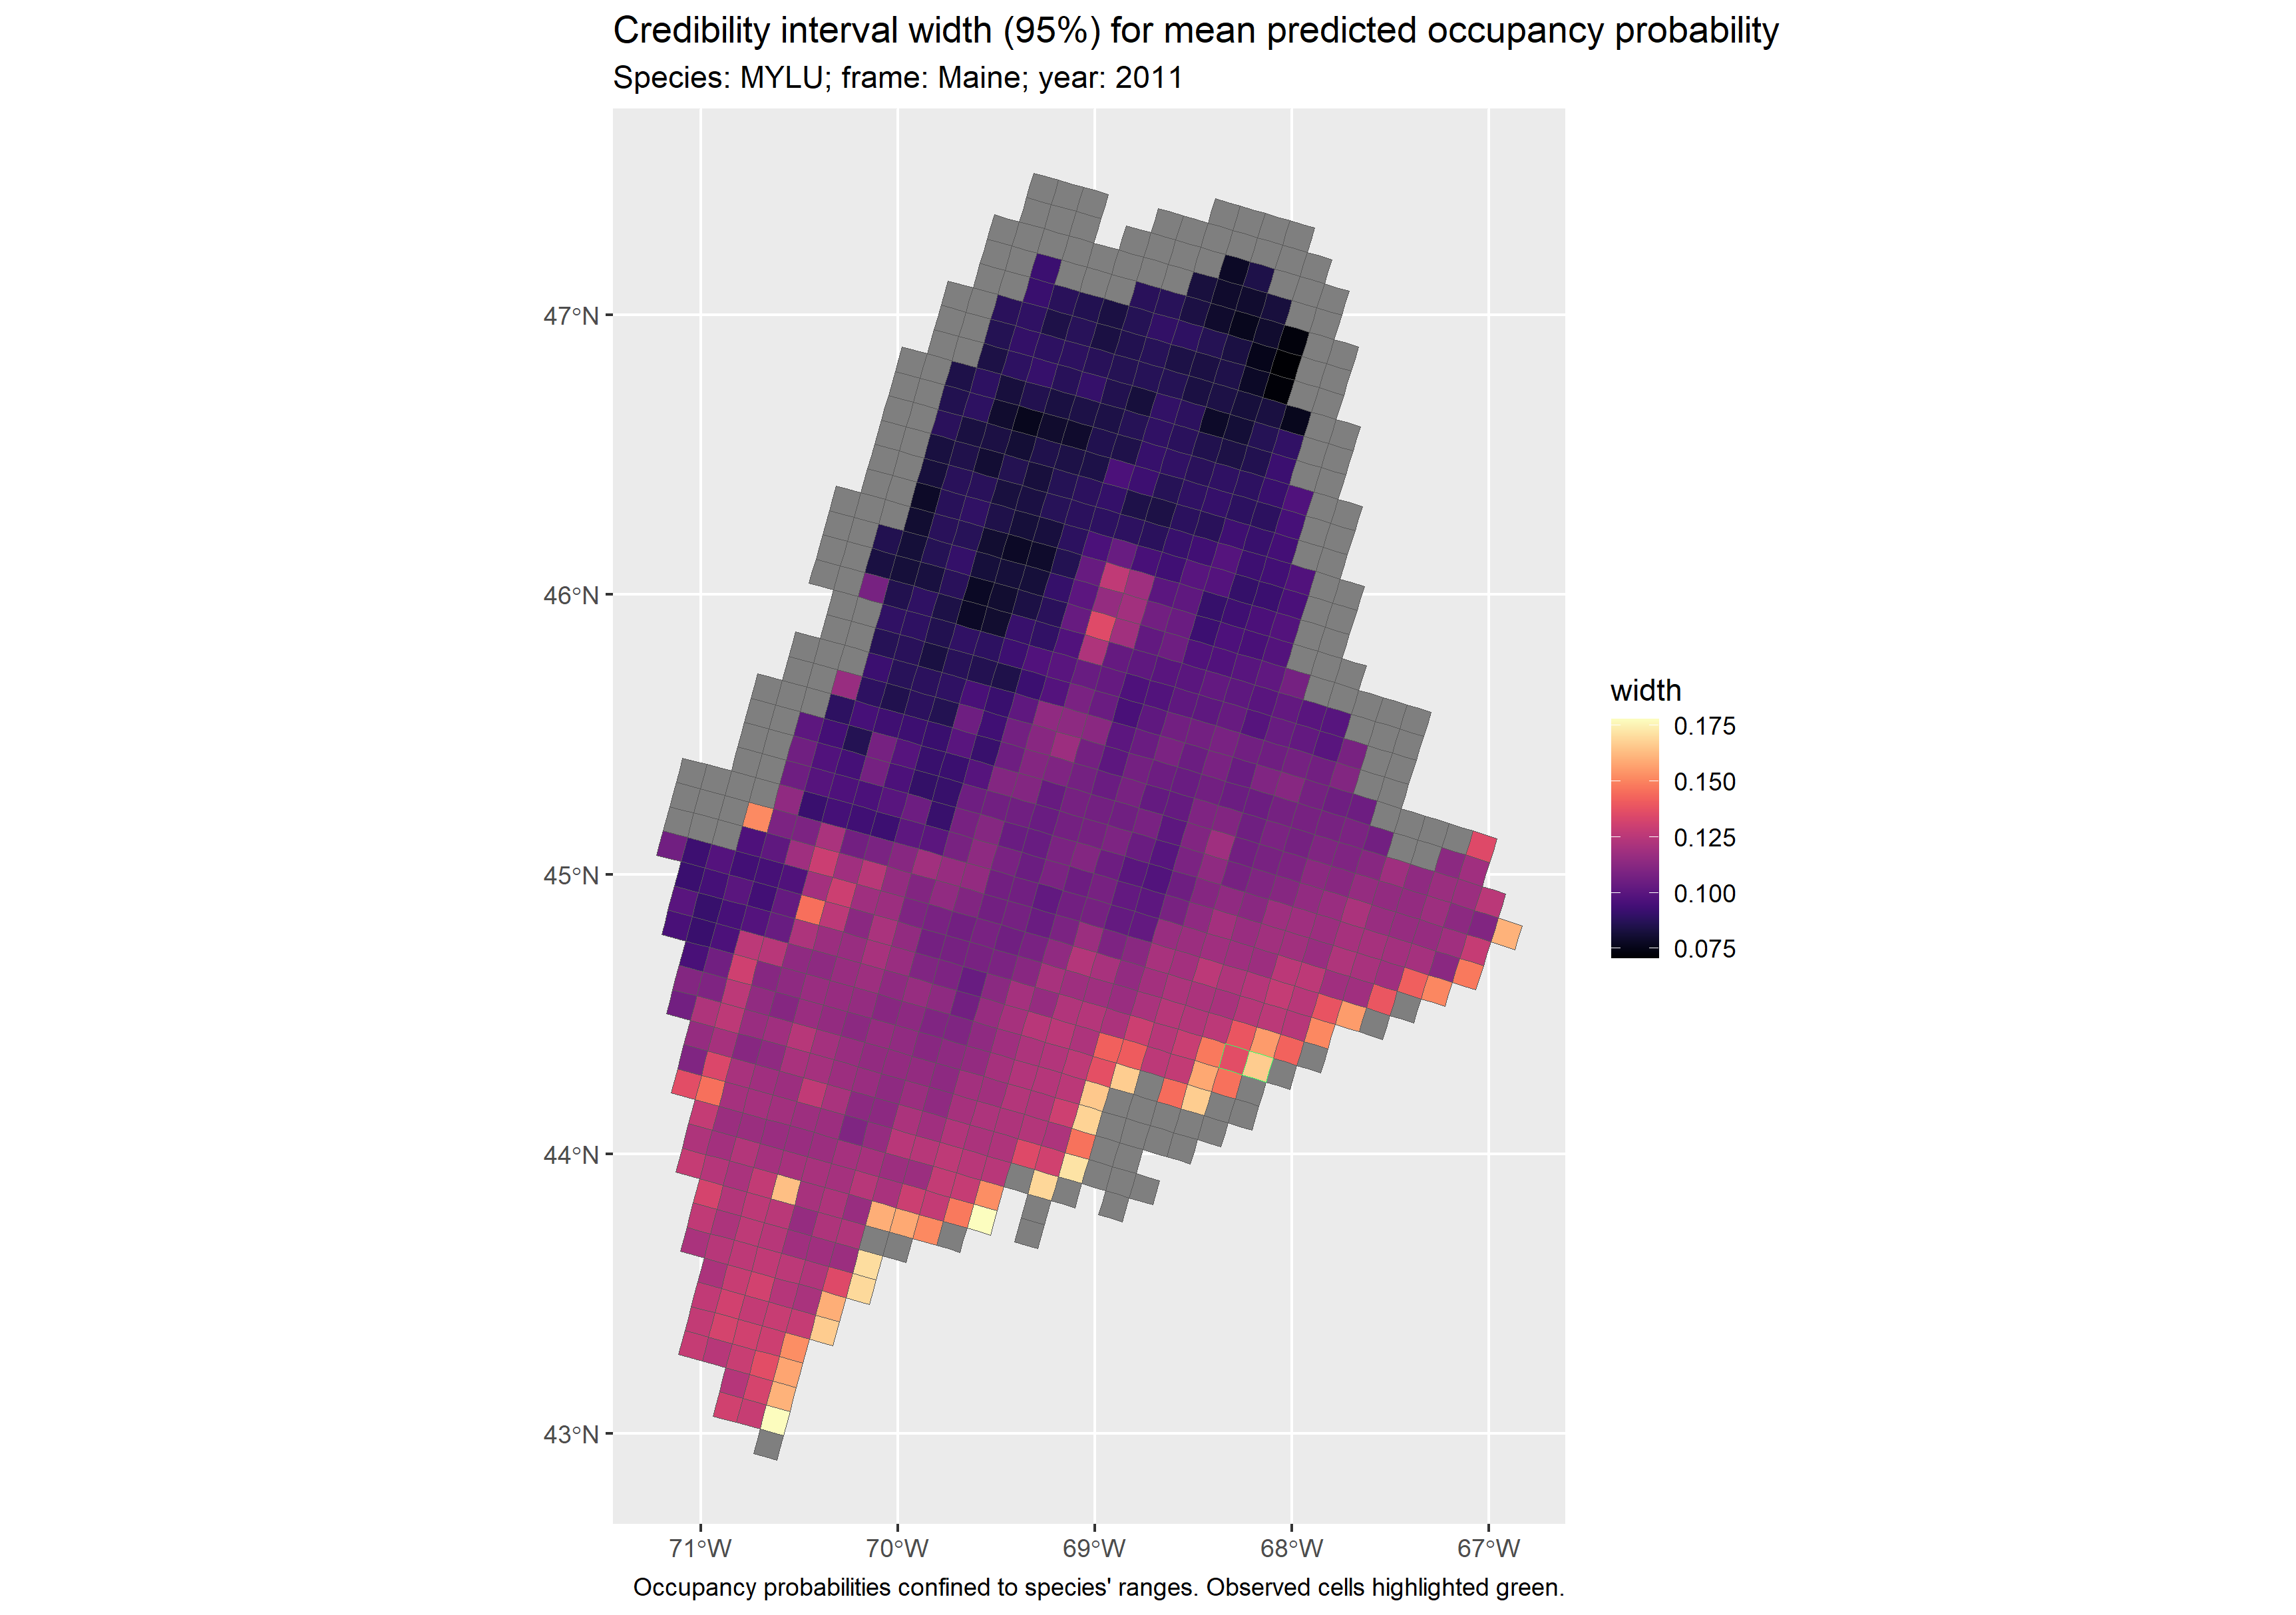 Credibility interval width (95%) for mean predicted occupancy probability
Species: MYLU; frame: Maine; year: 2011
47°N
46°N
45°N
44°N
43°N
71°W
70°W
69°W
68°W
67°W
width
0.175
0.150
0.125
0.100
0.075
Occupancy probabilities confined to species' ranges. Observed cells highlighted green.